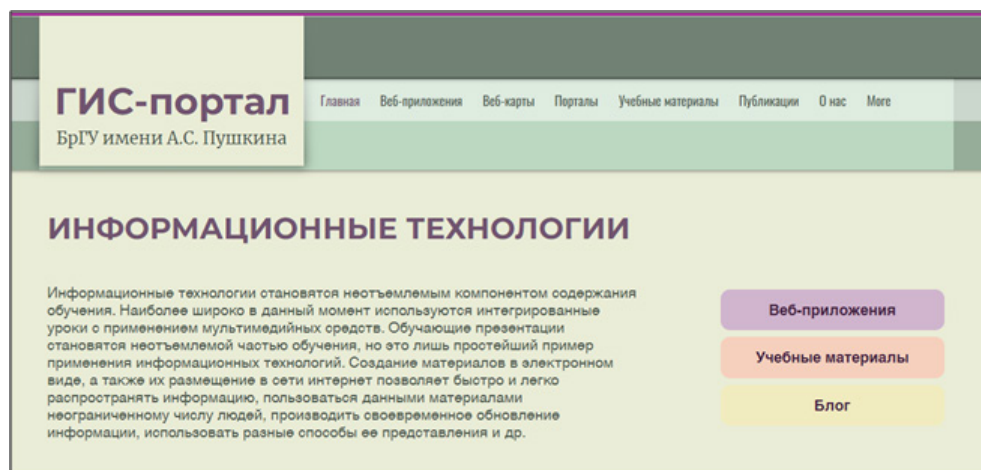 ГИС-портал
БрГУ имени А.С. Пушкина
Главная Веб-приложения Веб-карты Порталы Учебные материалы Публикации О нас More
ИНФОРМАЦИОННЫЕ ТЕХНОЛОГИИ
Информационные технологии становятся неотъемлемым компонентом содержания
обучения. Наиболее широко в данный момент используются интегрированные
уроки с применением мультимедийных средств. Обучающие презентации
становятся неотъемлемой частью обучения, но это лишь простейший пример
применения информационных технологий. Создание материалов в электронном
виде, а также их размещение в сети интернет позволяет быстро и легко
распространять информацию, пользоваться данными материалами
неограниченному числу людей, производить своевременное обновление
информации, использовать разные способы ее представления и др.
Веб-приложения
Учебные материалы
Блог